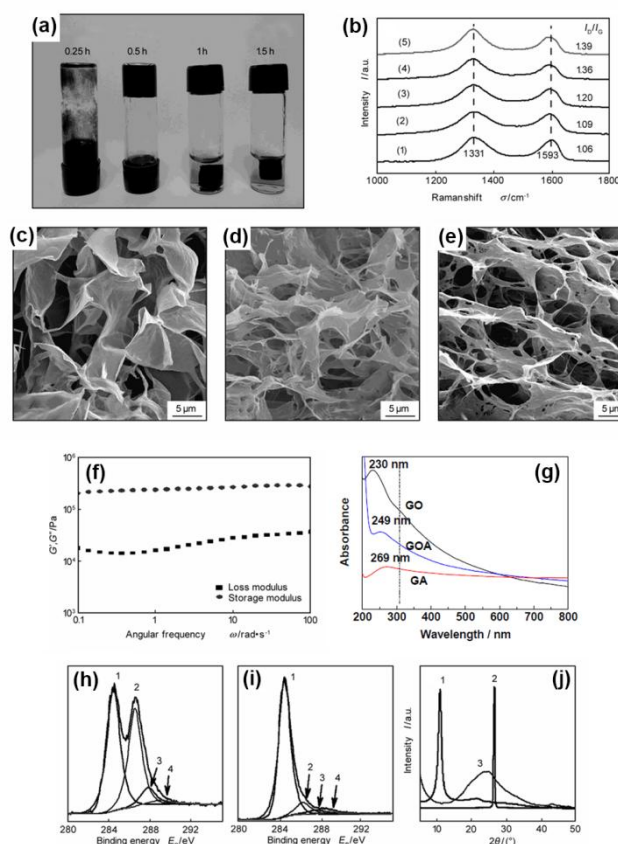 (a)
0.25 h 0.5 h 1 h 1.5 h
(b)
I_D/I_G
(5) 1.39
(4) 1.36
(3) 1.20
(2) 1.09
(1) 1331 1593 1.06
Intensity I/a.u.
1000 1200 1400 1600 1800
Ramanshift σ/cm⁻¹
(c)
5 μm
(d)
5 μm
(e)
5 μm
(f)
10⁶
10⁵
10⁴
10³
G',G''/Pa
Loss modulus
Storage modulus
0.1 1 10 100
Angular frequency ω/rad·s⁻¹
(g)
230 nm
GO
249 nm
GOA
269 nm
GA
Absorbance
200 300 400 500 600 700 800
Wavelength / nm
(h)
1 2
3
4
280 284 288 292
Binding energy E_/eV
(i)
1
2
3 4
280 284 288 292
Binding energy E_/eV
(j)
1 2
3
Intensity I/a.u.
10 20 30 40 50
2θ/(°)